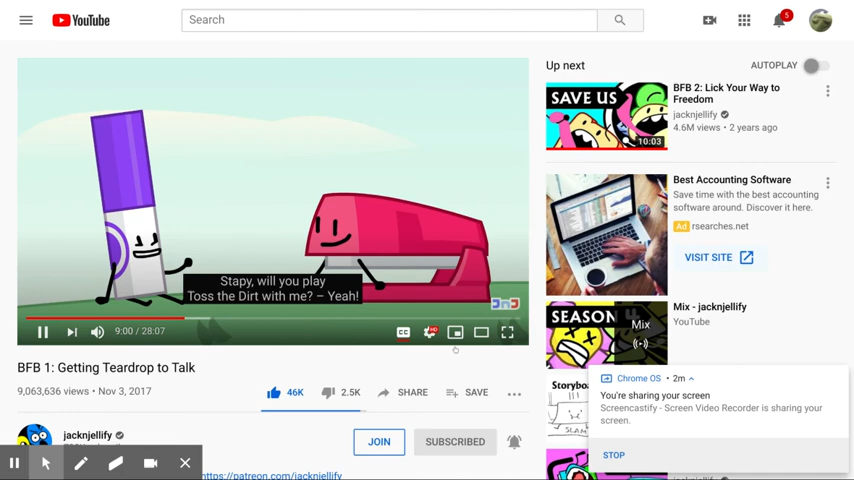 YouTube
Search
5
Up next
AUTOPLAY
SAVE US
10:03
BFB 2: Lick Your Way to
Freedom
jacknjellify
4.6M views • 2 years ago
Best Accounting Software
Save time with the best accounting
software around. Discover it here.
Ad rsearches.net
VISIT SITE
Stapy, will you play
Toss the Dirt with me? – Yeah!
9:00 / 28:07
CC
HD
SEASON
Mix
Mix - jacknjellify
YouTube
BFB 1: Getting Teardrop to Talk
9,063,636 views • Nov 3, 2017
46K
2.5K
SHARE
SAVE
Chrome OS • 2m
You're sharing your screen
Screencastify - Screen Video Recorder is sharing your
screen.
STOP
jacknjellify
JOIN
SUBSCRIBED
https://patreon.com/jacknjellify